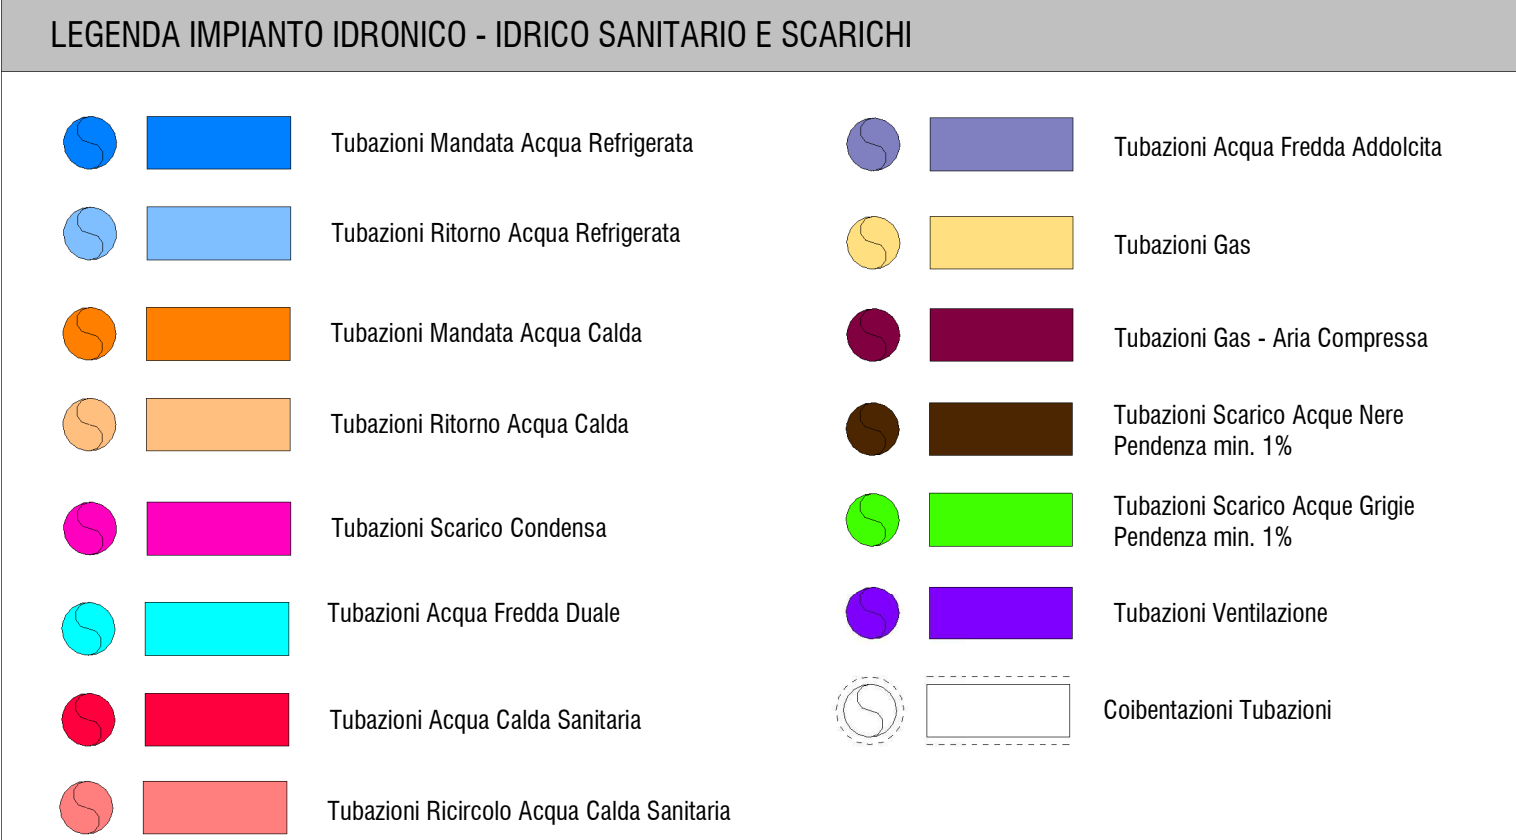 LEGENDA IMPIANTO IDRONICO - IDRICO SANITARIO E SCARICHI
Tubazioni Mandata Acqua Refrigerata
Tubazioni Ritorno Acqua Refrigerata
Tubazioni Mandata Acqua Calda
Tubazioni Ritorno Acqua Calda
Tubazioni Scarico Condensa
Tubazioni Acqua Fredda Duale
Tubazioni Acqua Calda Sanitaria
Tubazioni Ricircolo Acqua Calda Sanitaria
Tubazioni Acqua Fredda Addolcita
Tubazioni Gas
Tubazioni Gas - Aria Compressa
Tubazioni Scarico Acque Nere
Pendenza min. 1%
Tubazioni Scarico Acque Grigie
Pendenza min. 1%
Tubazioni Ventilazione
Coibentazioni Tubazioni